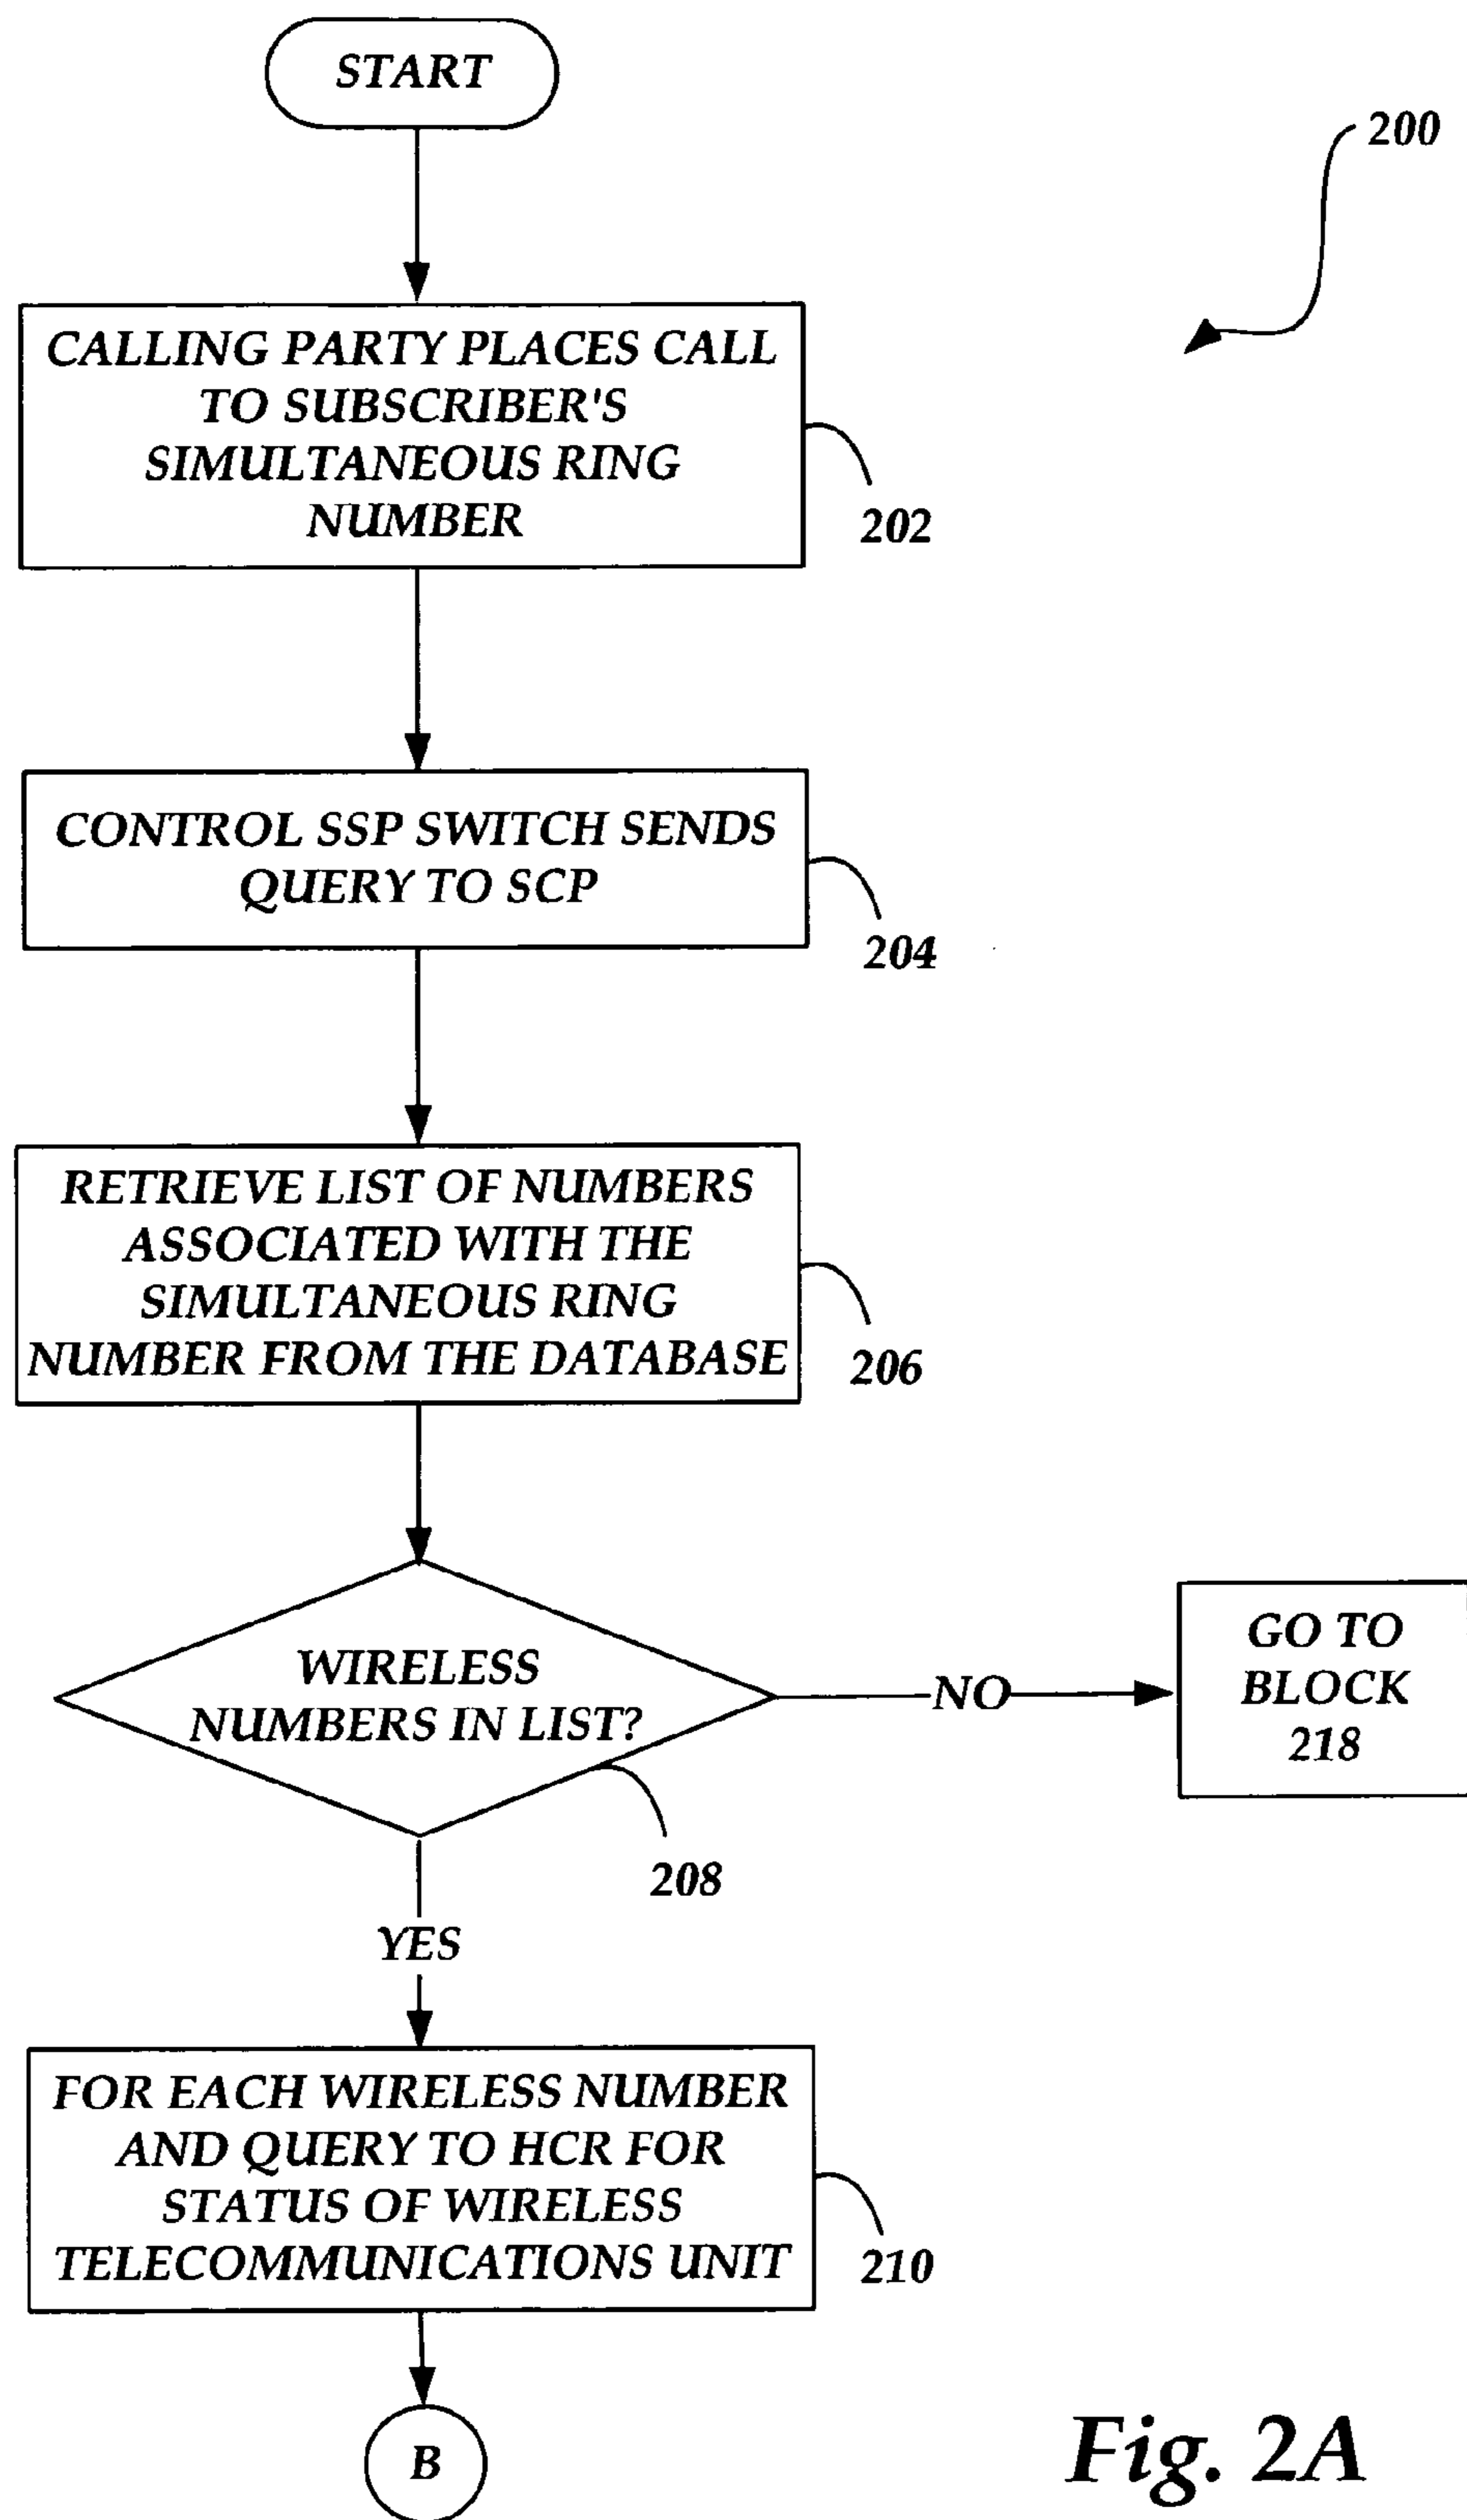 START
200
CALLING PARTY PLACES CALL
TO SUBSCRIBER'S
SIMULTANEOUS RING
NUMBER
202
CONTROL SSP SWITCH SENDS
QUERY TO SCP
204
RETRIEVE LIST OF NUMBERS
ASSOCIATED WITH THE
SIMULTANEOUS RING
NUMBER FROM THE DATABASE
206
WIRELESS
NUMBERS IN LIST?
208
NO
GO TO
BLOCK
218
YES
FOR EACH WIRELESS NUMBER
AND QUERY TO HCR FOR
STATUS OF WIRELESS
TELECOMMUNICATIONS UNIT
210
B
Fig. 2A